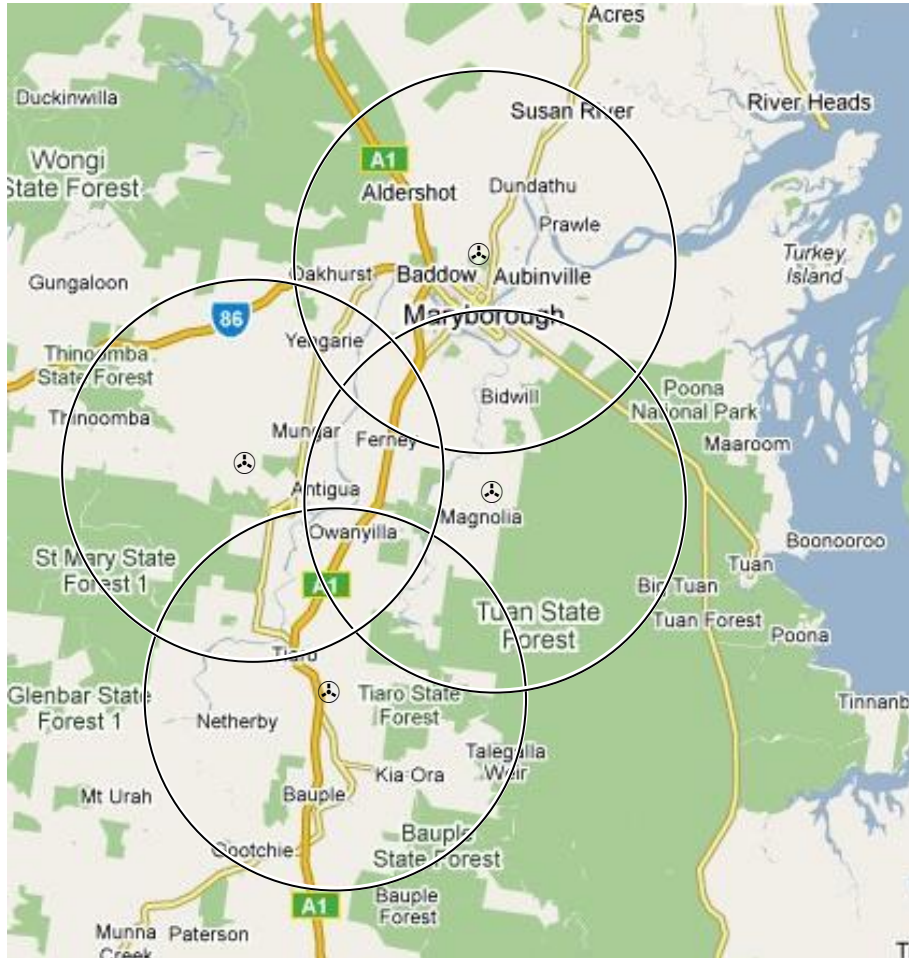 Acres
Duckinwilla
Susan River
River Heads
Wongi
State Forest
A1
Aldershot
Dundathu
Prawle
Turkey
Island
Gungaloon
Oakhurst
Baddow
Aubinville
86
Maryborough
Yengarie
Thinoomba
State Forest
Bidwill
Poona
National Park
Thinoomba
Mungar
Ferney
Maaroom
Antigua
Magnolia
Owanyilla
Boonooroo
St Mary State
Forest 1
A1
Tuan
Big Tuan
Tuan State
Forest
Tuan Forest
Poona
Tiaro
Glenbar State
Forest 1
Netherby
Tiaro State
Forest
Tinnanb
Talegalla
Weir
Kia Ora
Mt Urah
Bauple
Bauple
State Forest
Gootchie
Bauple
Forest
A1
Munna
Creek
Paterson
T